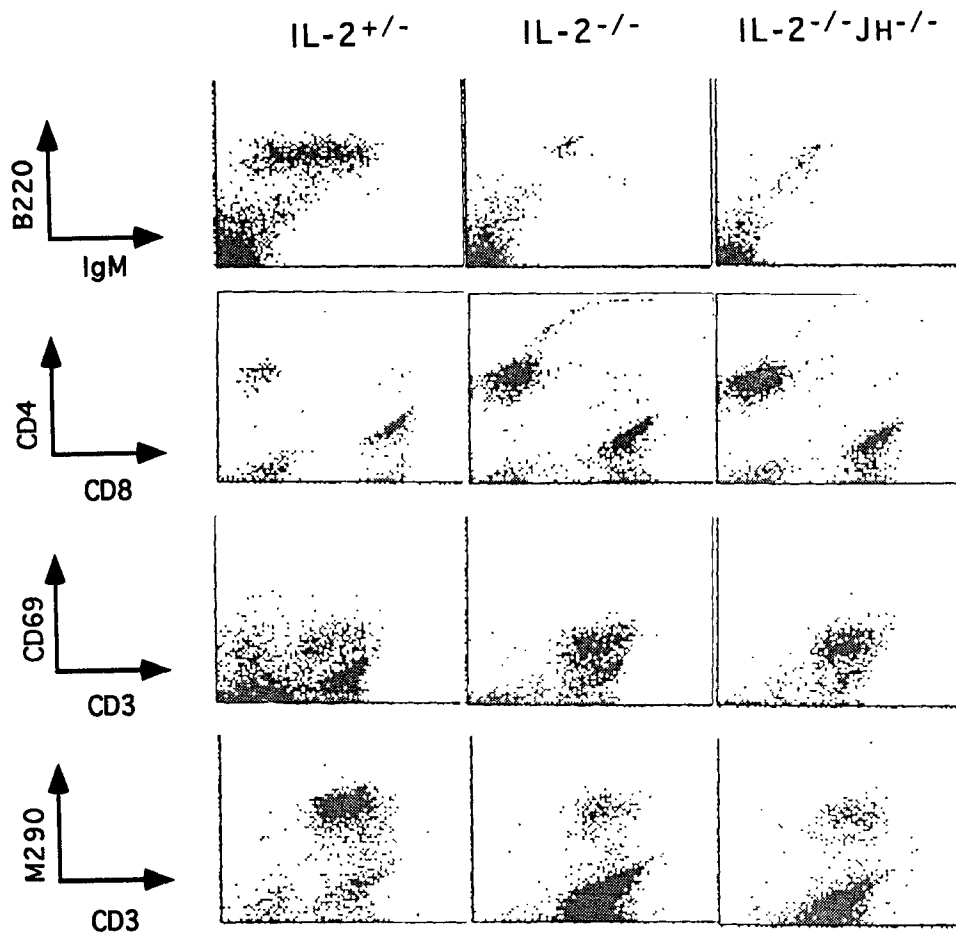 IL-2+/- IL-2-/- IL-2-/-JH-/-
B220
IgM
CD4
CD8
CD69
CD3
M290
CD3